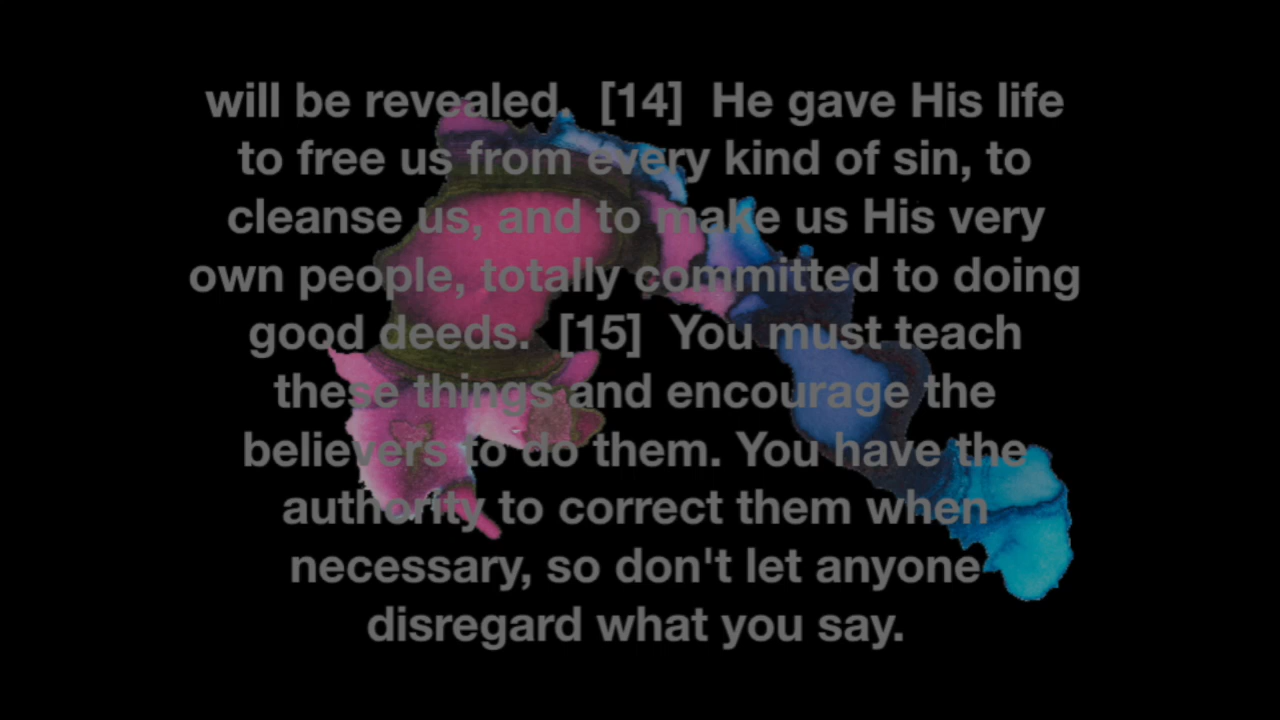 will be revealed.  [14]  He gave His life
to free us from every kind of sin, to
cleanse us, and to make us His very
own people, totally committed to doing
good deeds.  [15]  You must teach
these things and encourage the
believers to do them. You have the
authority to correct them when
necessary, so don't let anyone
disregard what you say.